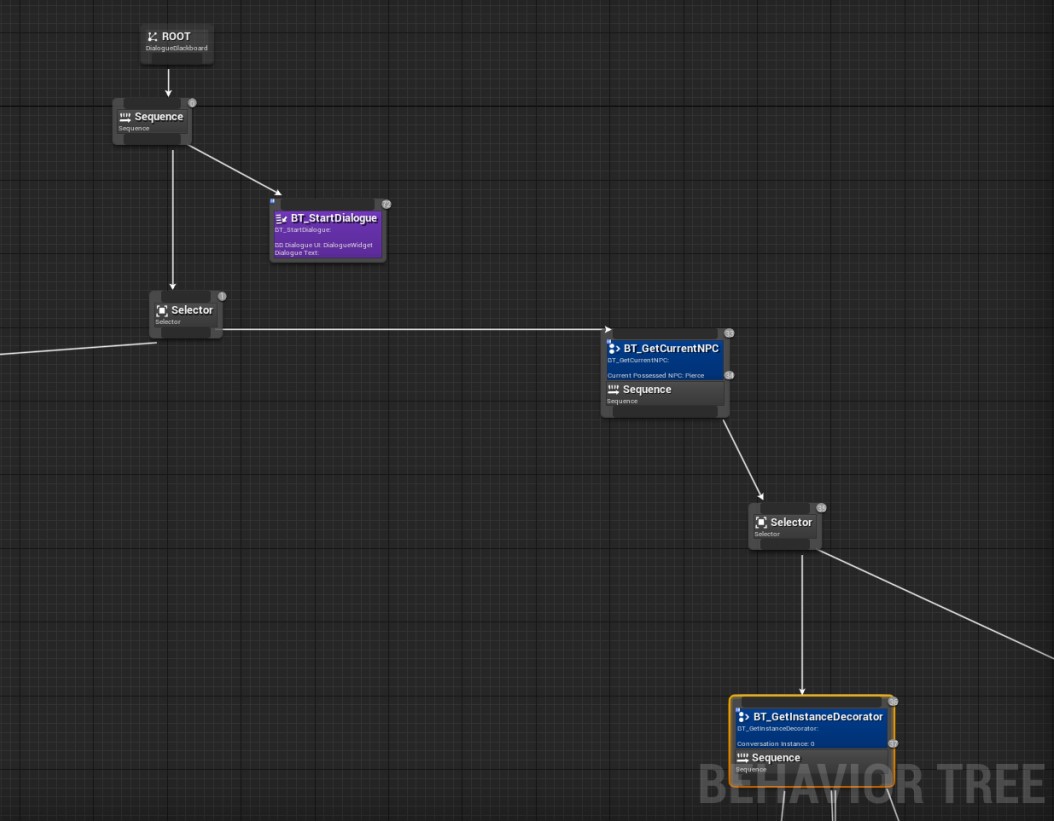 ROOT
DialogueBlackboard
Sequence
Sequence
BT_StartDialogue
BT_StartDialogue:
BB Dialogue UI: DialogueWidget
Dialogue Text:
Selector
Selector
BT_GetCurrentNPC
BT_GetCurrentNPC:
Current Possessed NPC: Pierce
Sequence
Sequence
Selector
Selector
BT_GetInstanceDecorator
BT_GetInstanceDecorator:
Conversation Instance: 0
Sequence
Sequence
BEHAVIOR TREE